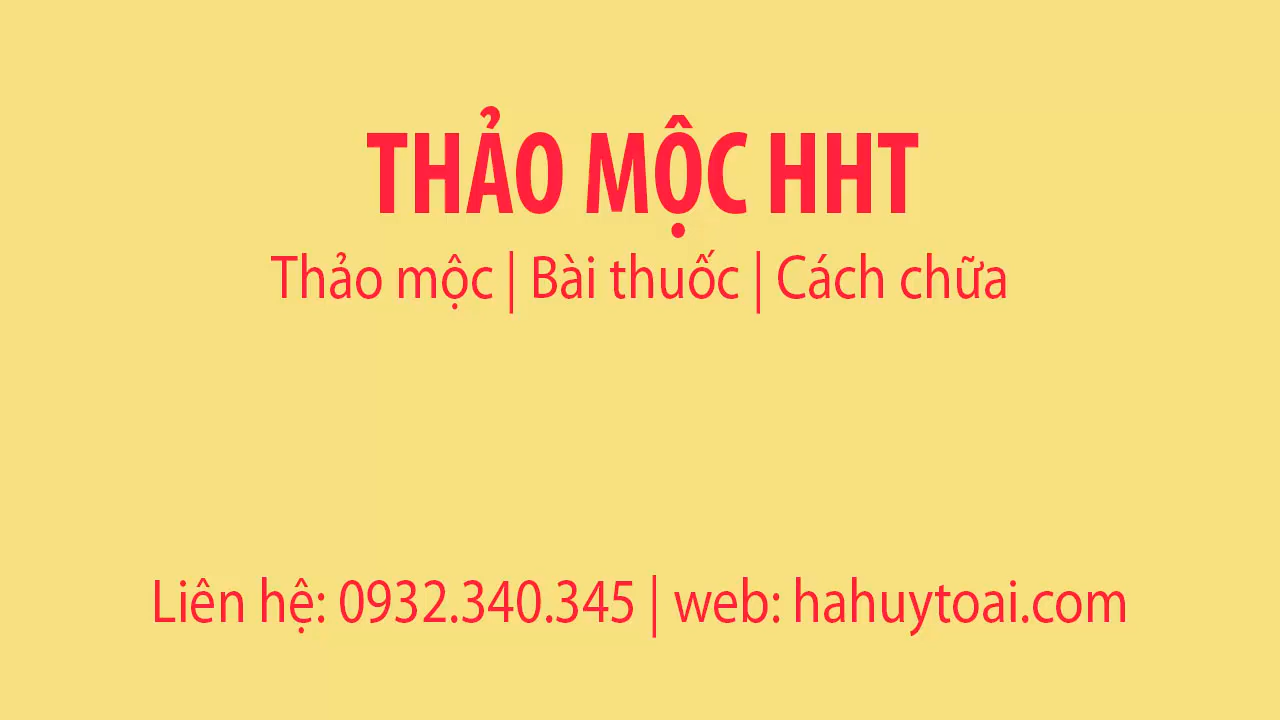 THẢO MỘC HHT
Thảo mộc | Bài thuốc | Cách chữa
Liên hệ: 0932.340.345 | web: hahuytoai.com